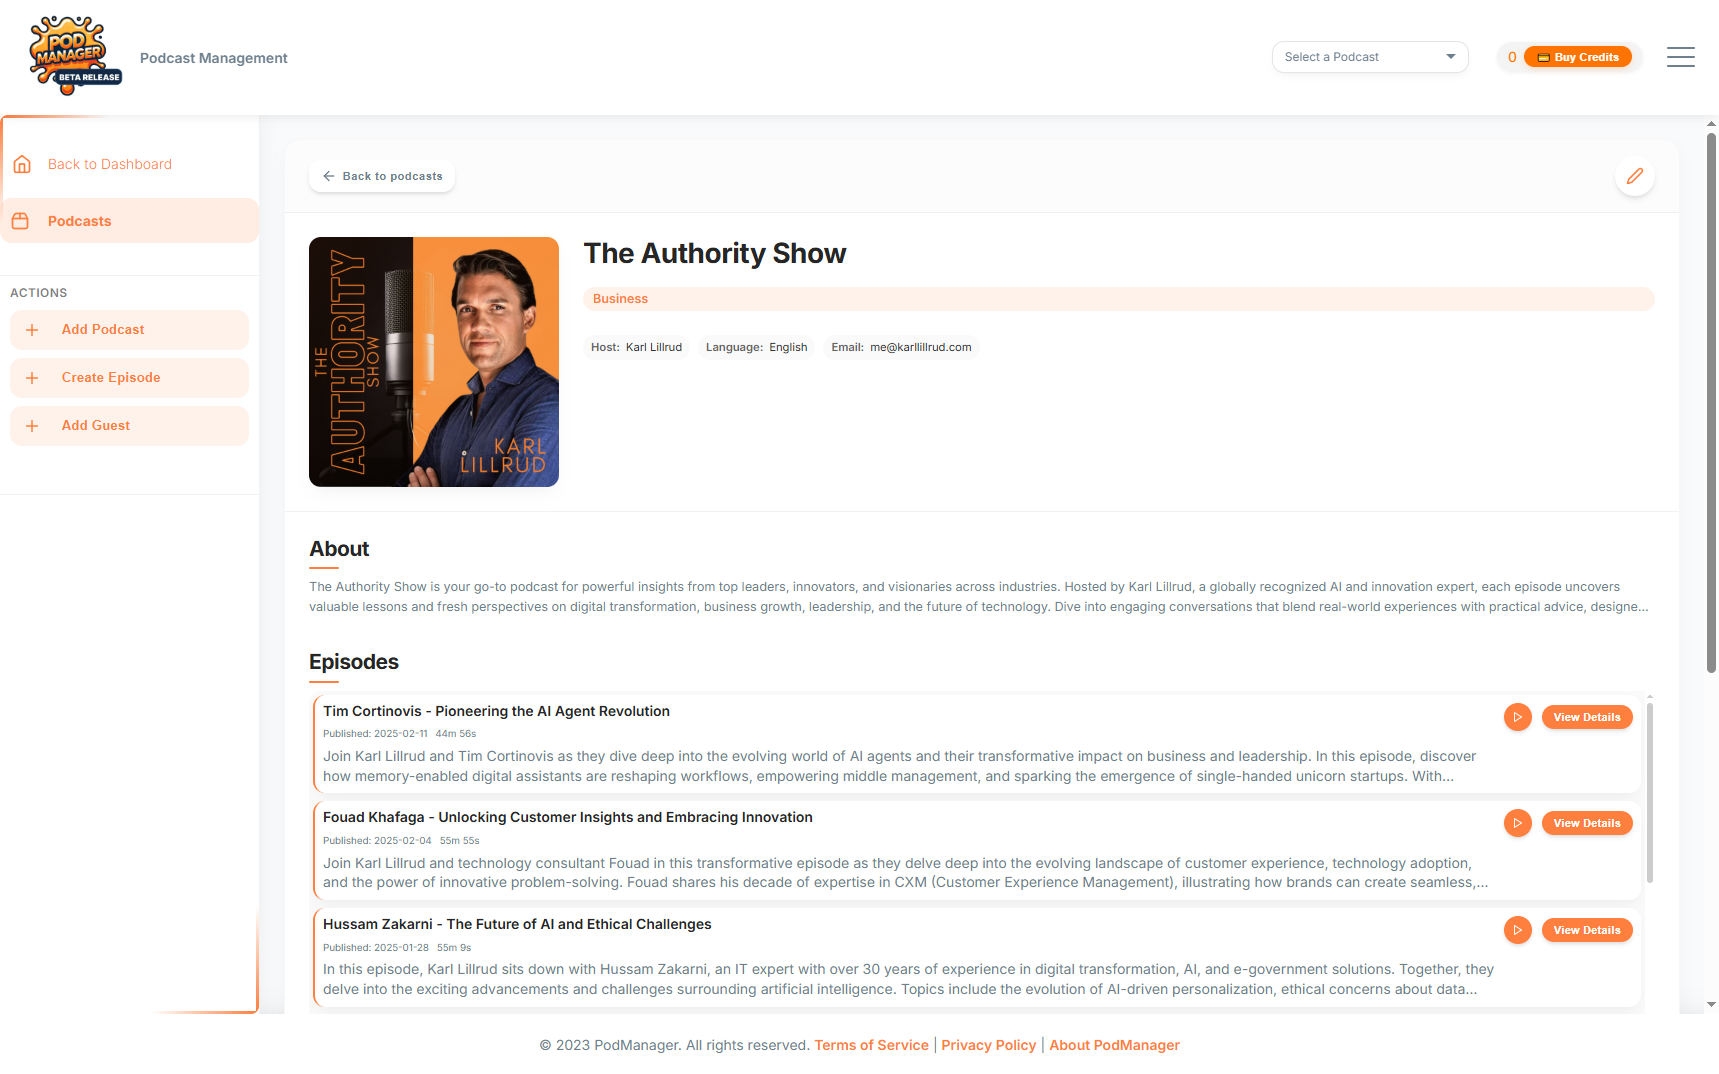 POD
MANAGER
BETA RELEASE
Podcast Management
Select a Podcast
0
Buy Credits
Back to Dashboard
Podcasts
ACTIONS
Add Podcast
Create Episode
Add Guest
Back to podcasts
THE
AUTHORITY
SHOW
KARL
LILLRUD
The Authority Show
Business
Host: Karl Lillrud
Language: English
Email: me@karllillrud.com
About
The Authority Show is your go-to podcast for powerful insights from top leaders, innovators, and visionaries across industries. Hosted by Karl Lillrud, a globally recognized AI and innovation expert, each episode uncovers
valuable lessons and fresh perspectives on digital transformation, business growth, leadership, and the future of technology. Dive into engaging conversations that blend real-world experiences with practical advice, designe...
Episodes
Tim Cortinovis - Pioneering the AI Agent Revolution
Published: 2025-02-11 44m 56s
Join Karl Lillrud and Tim Cortinovis as they dive deep into the evolving world of AI agents and their transformative impact on business and leadership. In this episode, discover
how memory-enabled digital assistants are reshaping workflows, empowering middle management, and sparking the emergence of single-handed unicorn startups. With...
View Details
Fouad Khafaga - Unlocking Customer Insights and Embracing Innovation
Published: 2025-02-04 55m 55s
Join Karl Lillrud and technology consultant Fouad in this transformative episode as they delve deep into the evolving landscape of customer experience, technology adoption,
and the power of innovative problem-solving. Fouad shares his decade of expertise in CXM (Customer Experience Management), illustrating how brands can create seamless,...
View Details
Hussam Zakarni - The Future of AI and Ethical Challenges
Published: 2025-01-28 55m 9s
In this episode, Karl Lillrud sits down with Hussam Zakarni, an IT expert with over 30 years of experience in digital transformation, AI, and e-government solutions. Together, they
delve into the exciting advancements and challenges surrounding artificial intelligence. Topics include the evolution of AI-driven personalization, ethical concerns about data...
View Details
© 2023 PodManager. All rights reserved. Terms of Service | Privacy Policy | About PodManager